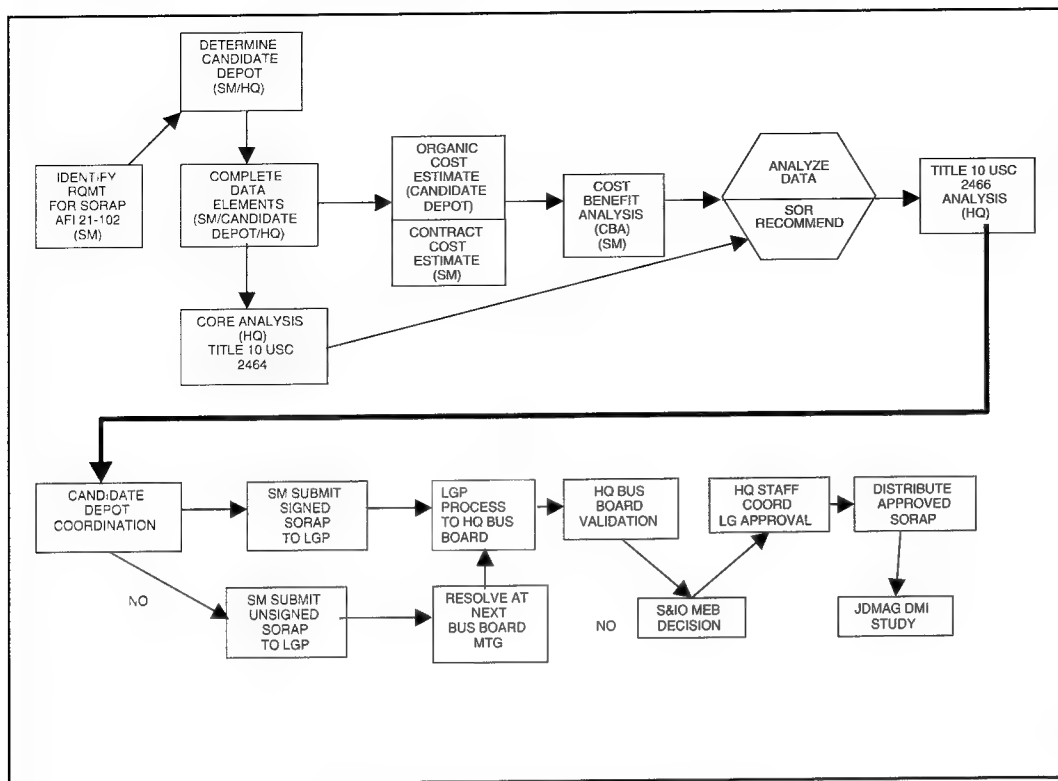 DETERMINE
CANDIDATE
DEPOT
(SM/HQ)
IDENTIFY
RQMT
FOR SORAP
AFI 21-102
(SM)
COMPLETE
DATA
ELEMENTS
(SM/CANDIDATE
DEPOT/HQ)
ORGANIC
COST
ESTIMATE
(CANDIDATE
DEPOT)
CONTRACT
COST
ESTIMATE
(SM)
COST
BENEFIT
ANALYSIS
(CBA)
(SM)
ANALYZE
DATA
SOR
RECOMMEND
TITLE 10 USC
2466
ANALYSIS
(HQ)
CORE ANALYSIS
(HQ)
TITLE 10 USC
2464
CANDIDATE
DEPOT
COORDINATION
SM SUBMIT
SIGNED
SORAP
TO LGP
LGP
PROCESS
TO HQ BUS
BOARD
HQ BUS
BOARD
VALIDATION
HQ STAFF
COORD
LG APPROVAL
DISTRIBUTE
APPROVED
SORAP
NO
SM SUBMIT
UNSIGNED
SORAP
TO LGP
RESOLVE AT
NEXT
BUS BOARD
MTG
NO
S&IO MEB
DECISION
JDMAG DMI
STUDY